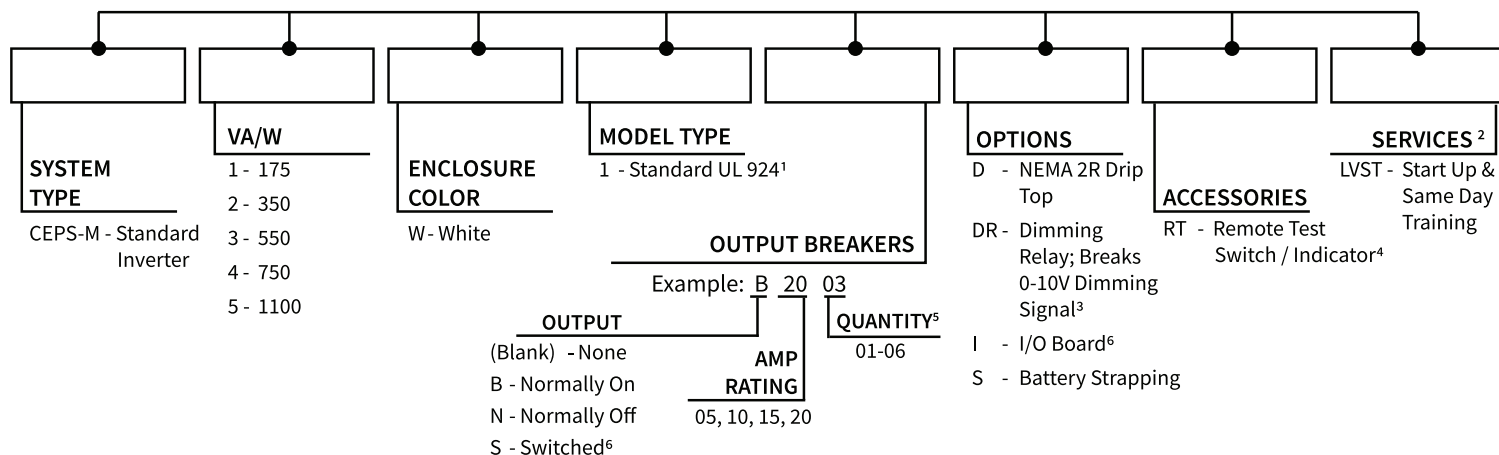 SYSTEM
TYPE
CEPS-M - Standard
Inverter
VA/W
1 - 175
2 - 350
3 - 550
4 - 750
5 - 1100
ENCLOSURE
COLOR
W- White
MODEL TYPE
1 - Standard UL 924¹
OUTPUT BREAKERS
Example: B 20 03
OUTPUT
(Blank) - None
B - Normally On
N - Normally Off
S - Switched⁶
AMP
RATING
05, 10, 15, 20
QUANTITY⁵
01-06
OPTIONS
D - NEMA 2R Drip
Top
DR - Dimming
Relay; Breaks
0-10V Dimming
Signal³
I - I/O Board⁶
S - Battery Strapping
ACCESSORIES
RT - Remote Test
Switch / Indicator⁴
SERVICES ²
LVST - Start Up &
Same Day
Training